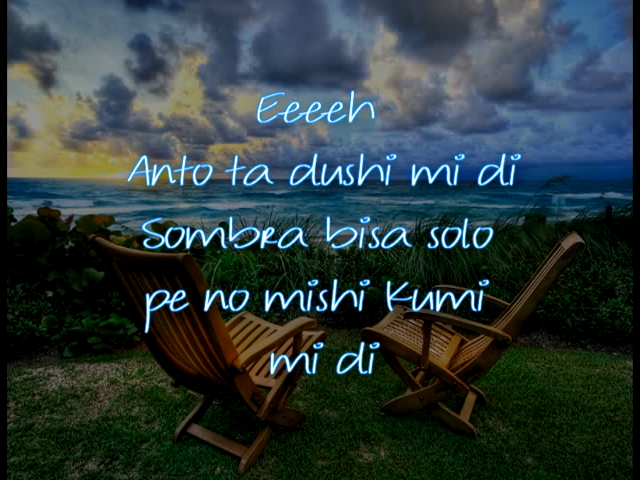 Eeeeh
Anto ta dushi mi di
Sombra bisa solo
pe no mishi Kumi
mi di